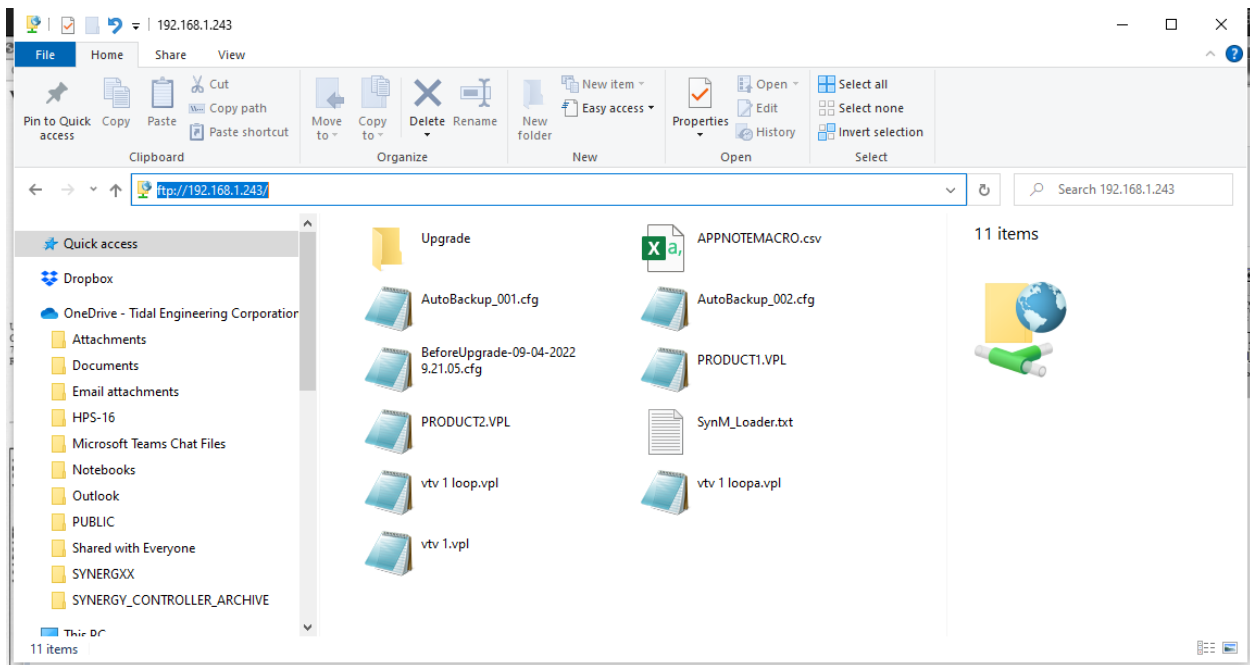 192.168.1.243
File Home Share View
Pin to Quick access
Copy
Paste
Cut
Copy path
Paste shortcut
Clipboard
Move to
Copy to
Delete
Rename
Organize
New folder
New item
Easy access
New
Properties
Open
Edit
History
Open
Select all
Select none
Invert selection
Select
ftp://192.168.1.243/
Search 192.168.1.243
Quick access
Dropbox
OneDrive - Tidal Engineering Corporation
Attachments
Documents
Email attachments
HPS-16
Microsoft Teams Chat Files
Notebooks
Outlook
PUBLIC
Shared with Everyone
SYNERGXX
SYNERGY_CONTROLLER_ARCHIVE
This PC
Upgrade
APPNOTEMACRO.csv
AutoBackup_001.cfg
AutoBackup_002.cfg
BeforeUpgrade-09-04-2022
9.21.05.cfg
PRODUCT1.VPL
PRODUCT2.VPL
SynM_Loader.txt
vtv 1 loop.vpl
vtv 1 loopa.vpl
vtv 1.vpl
11 items
11 items